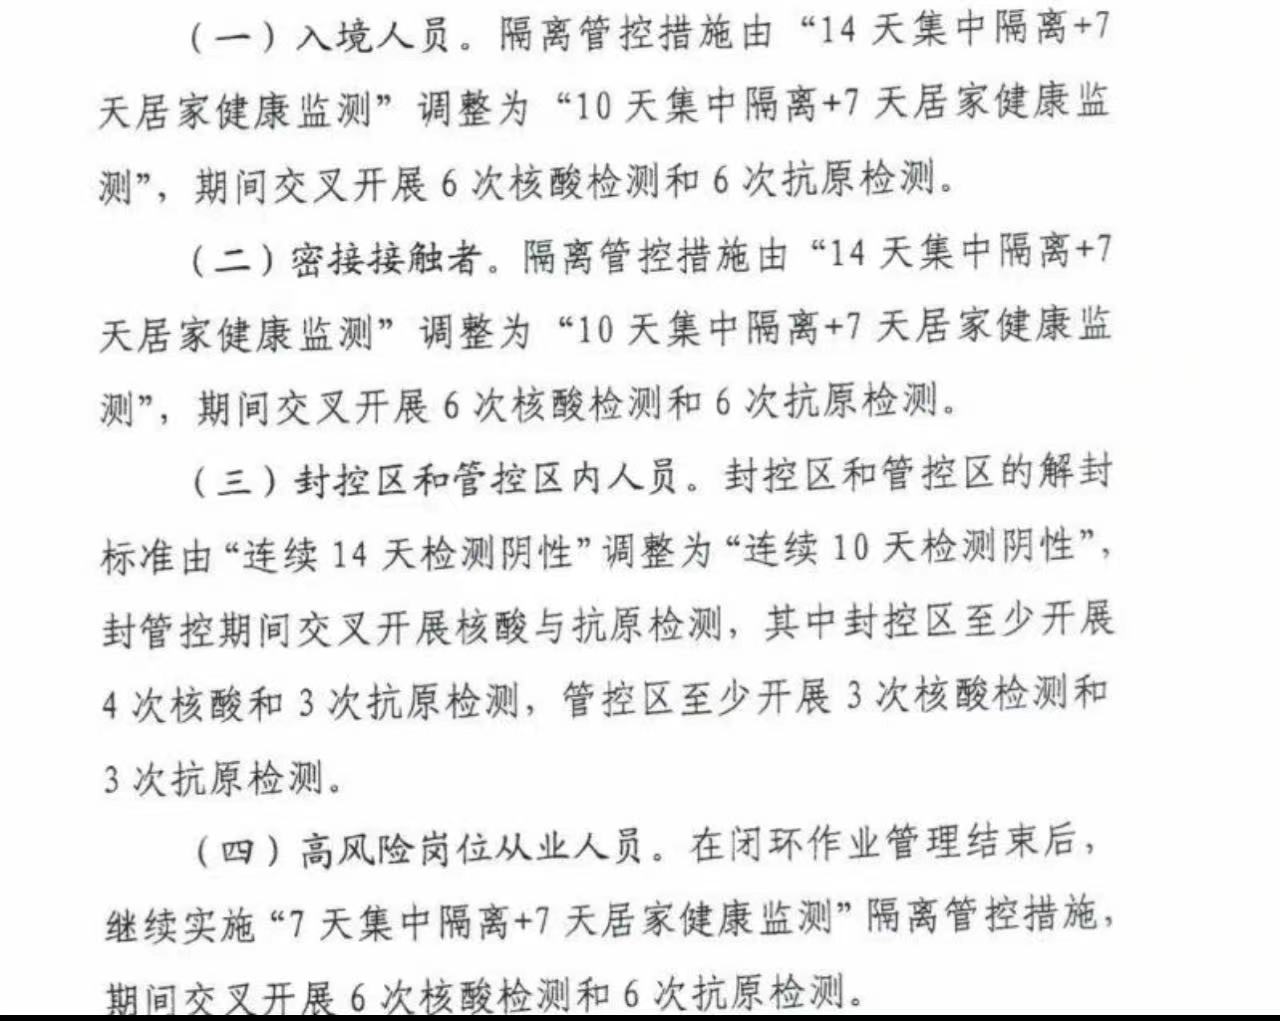 （一）入境人员。隔离管控措施由“14 天集中隔离+7
天居家健康监测”调整为“10 天集中隔离+7 天居家健康监
测”，期间交叉开展 6 次核酸检测和 6 次抗原检测。
（二）密接接触者。隔离管控措施由“14 天集中隔离+7
天居家健康监测”调整为“10 天集中隔离+7 天居家健康监
测”，期间交叉开展 6 次核酸检测和 6 次抗原检测。
（三）封控区和管控区内人员。封控区和管控区的解封
标准由“连续 14 天检测阴性”调整为“连续 10 天检测阴性”，
封管控期间交叉开展核酸与抗原检测，其中封控区至少开展
4 次核酸和 3 次抗原检测，管控区至少开展 3 次核酸检测和
3 次抗原检测。
（四）高风险岗位从业人员。在闭环作业管理结束后，
继续实施“7 天集中隔离+7 天居家健康监测”隔离管控措施，
期间交叉开展 6 次核酸检测和 6 次抗原检测。